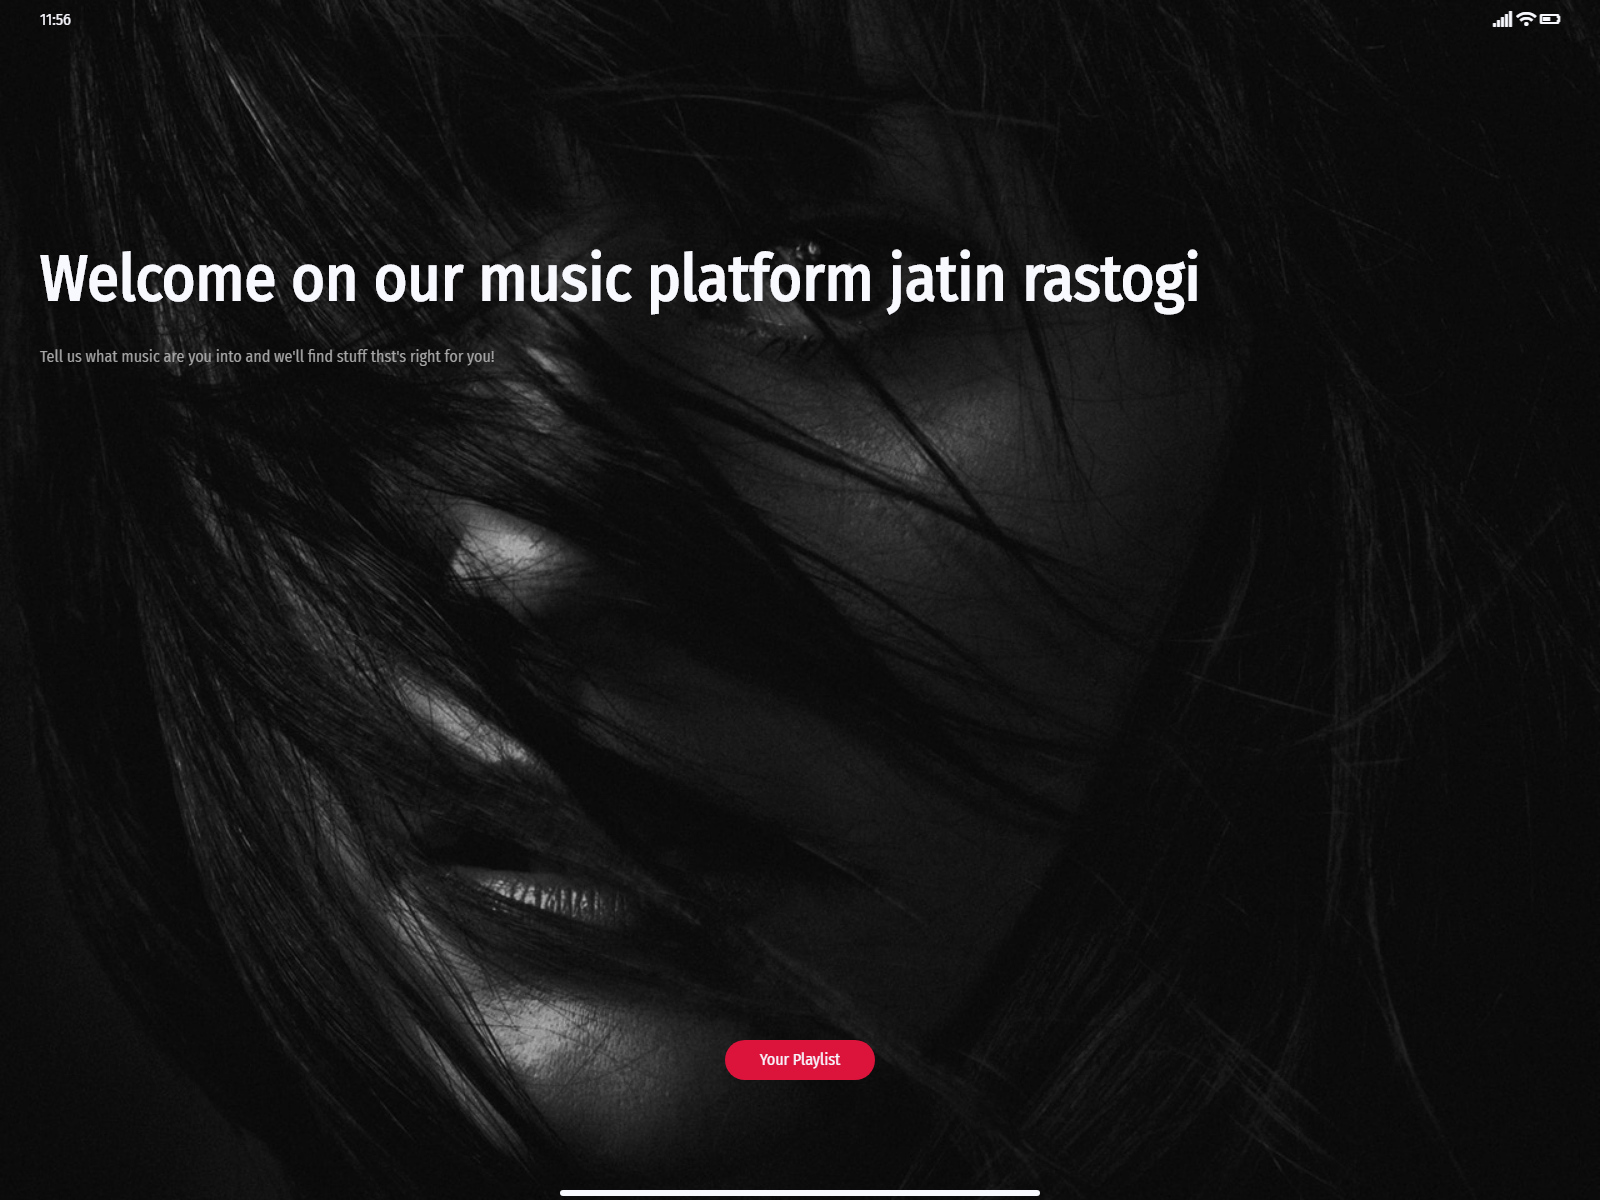 11:56
Welcome on our music platform jatin rastogi
Tell us what music are you into and we'll find stuff thst's right for you!
Your Playlist